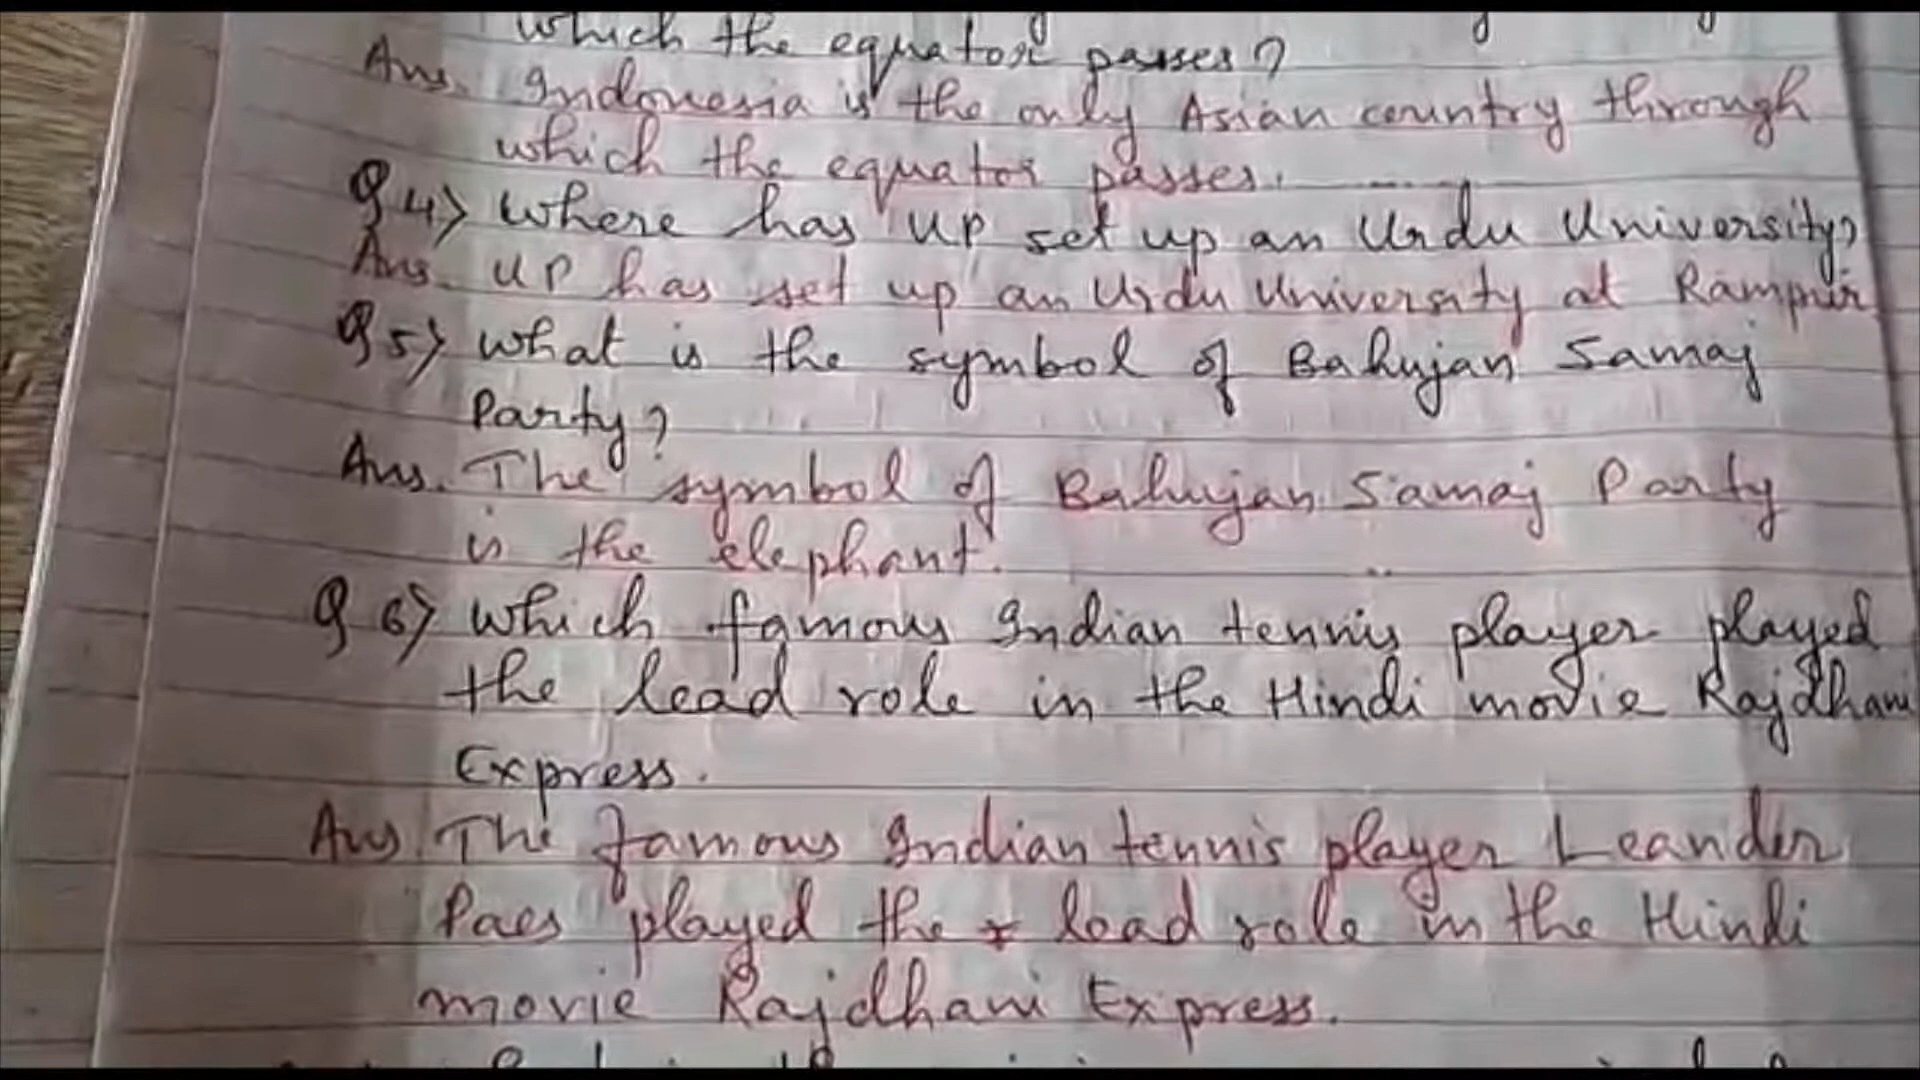 which the equator passes?
Ans. Indonesia is the only Asian country through
which the equator passes.
Q 4) Where has UP set up an Urdu University?
Ans. UP has set up an Urdu University at Rampur
Q 5) What is the symbol of Bahujan Samaj
Party?
Ans. The symbol of Bahujan Samaj Party
is the elephant.
Q 6) Which famous Indian tennis player played
the lead role in the Hindi movie Rajdhani
Express.
Ans. The famous Indian tennis player Leander
Paes played the lead role in the Hindi
movie Rajdhani Express.